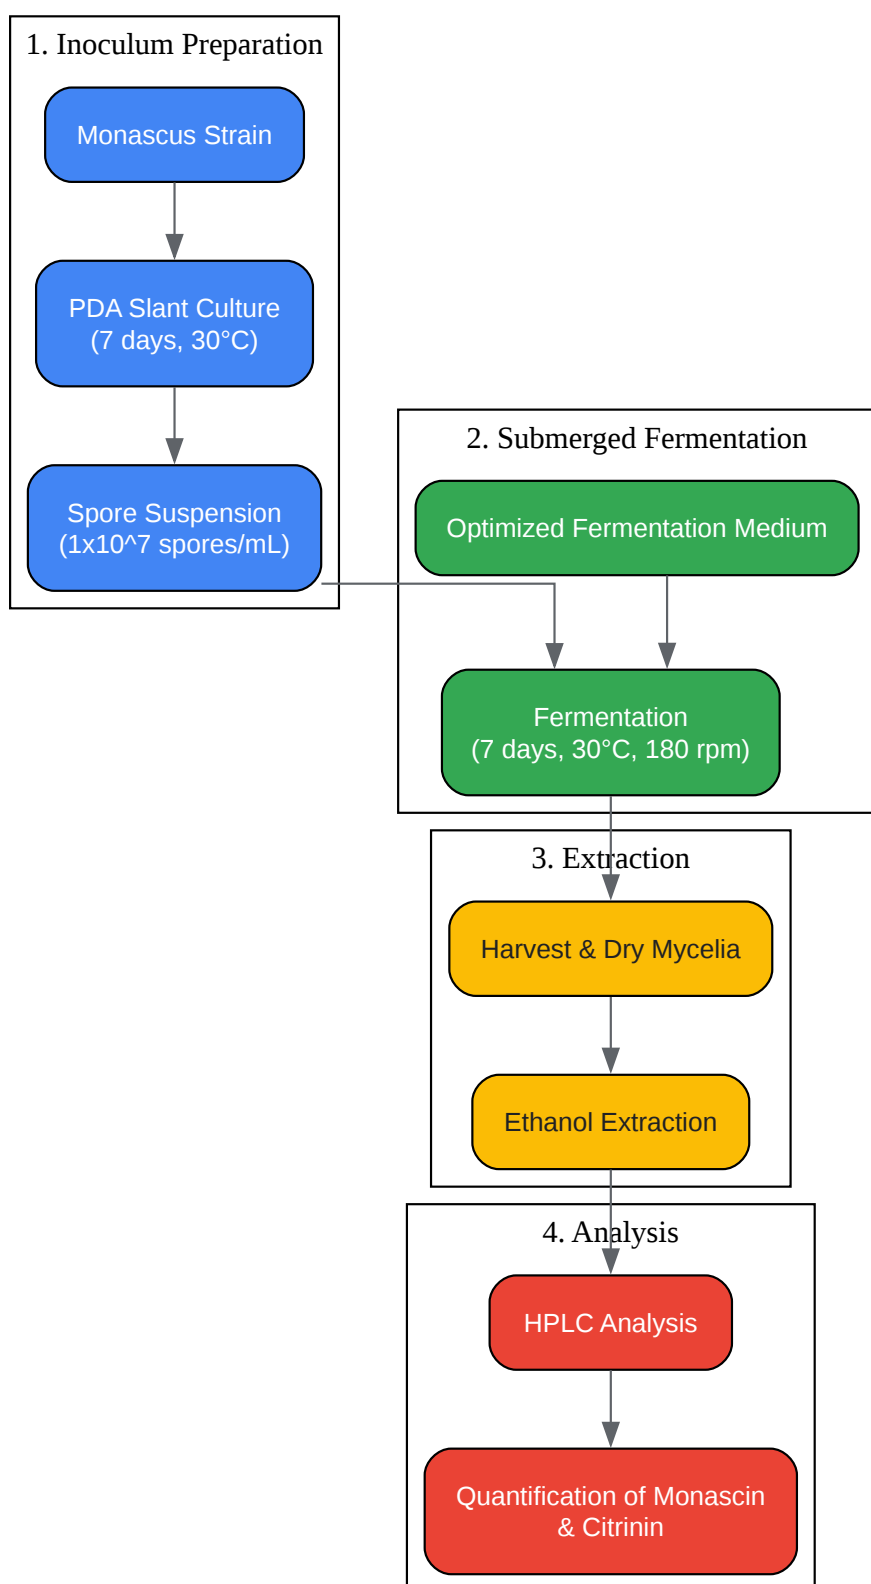 1. Inoculum Preparation
Monascus Strain
PDA Slant Culture
(7 days, 30°C)
Spore Suspension
(1x10^7 spores/mL)
2. Submerged Fermentation
Optimized Fermentation Medium
Fermentation
(7 days, 30°C, 180 rpm)
3. Extraction
Harvest & Dry Mycelia
Ethanol Extraction
4. Analysis
HPLC Analysis
Quantification of Monascin
& Citrinin